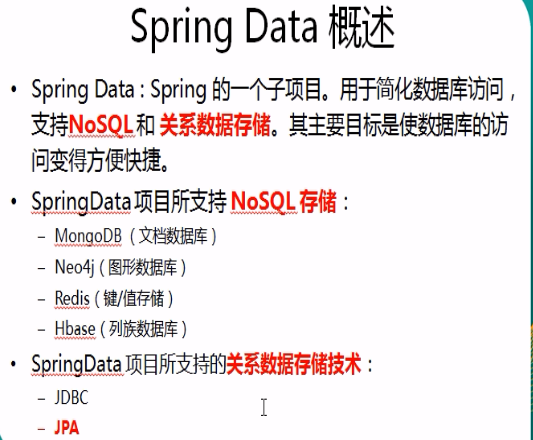 Spring Data 概述
• Spring Data : Spring 的一个子项目。用于简化数据库访问，
支持NoSQL 和 关系数据存储。其主要目标是使数据库的访
问变得方便快捷。
• SpringData 项目所支持 NoSQL 存储：
– MongoDB （文档数据库）
– Neo4j（图形数据库）
– Redis（键/值存储）
– Hbase（列族数据库）
• SpringData 项目所支持的关系数据存储技术：
– JDBC
– JPA